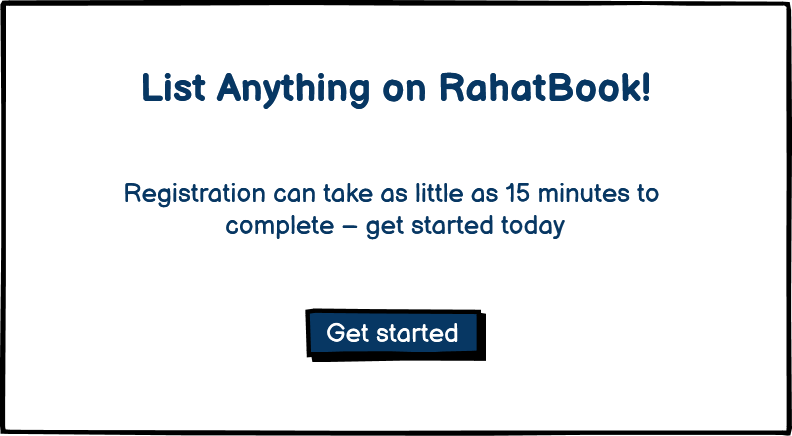 List Anything on RahatBook!
Registration can take as little as 15 minutes to
complete – get started today
Get started